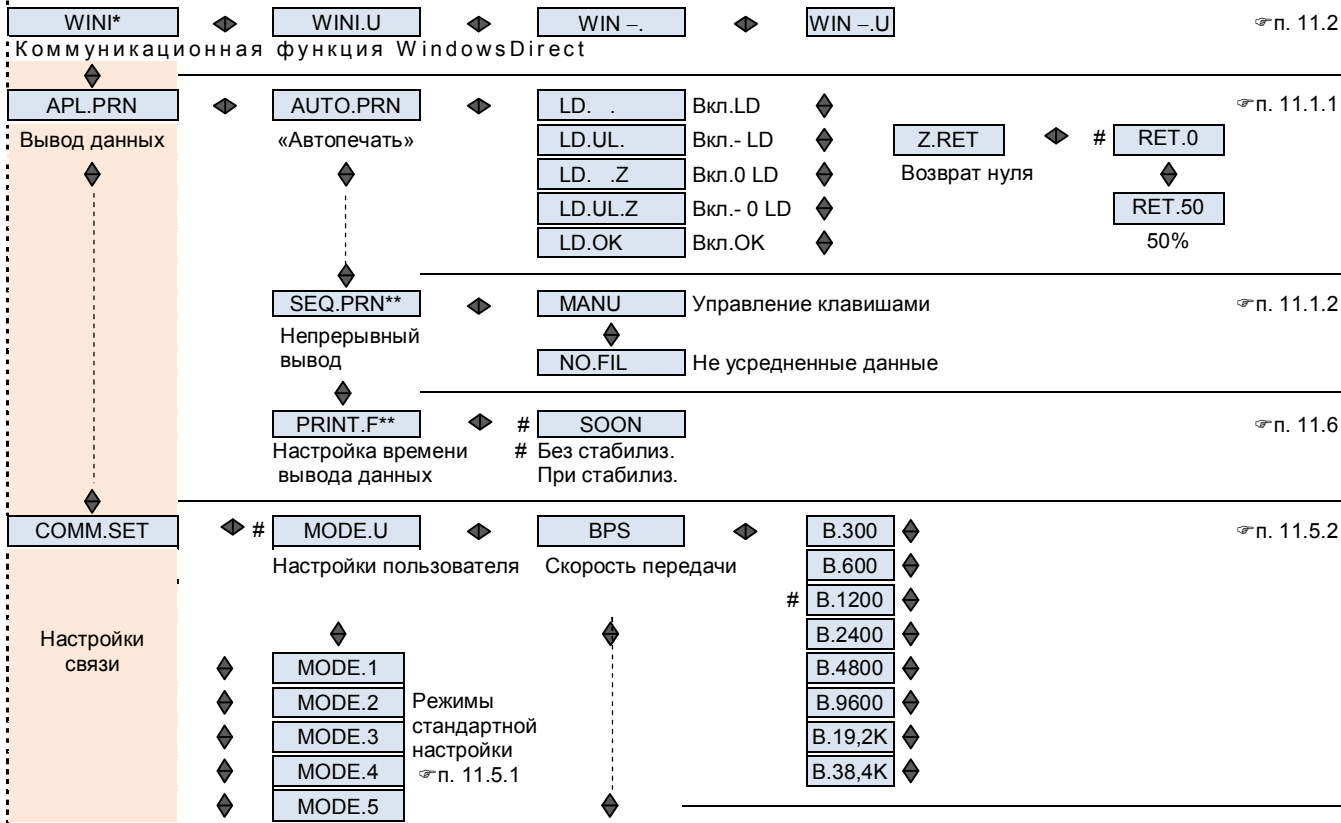 WINI* WINI.U WIN –. WIN –.U ☞п. 11.2
Коммуникационная функция WindowsDirect
APL.PRN AUTO.PRN LD. . Вкл.LD ☞п. 11.1.1
Вывод данных «Автопечать» LD.UL. Вкл.- LD Z.RET # RET.0
LD. .Z Вкл.0 LD Возврат нуля
LD.UL.Z Вкл.- 0 LD RET.50
LD.OK Вкл.OK 50%
SEQ.PRN** MANU Управление клавишами ☞п. 11.1.2
Непрерывный
вывод NO.FIL Не усредненные данные
PRINT.F** # SOON ☞п. 11.6
Настройка времени # Без стабилиз.
вывода данных При стабилиз.
COMM.SET # MODE.U BPS B.300 ☞п. 11.5.2
Настройки пользователя Скорость передачи B.600
# B.1200
Настройки B.2400
связи MODE.1 B.4800
MODE.2 Режимы B.9600
MODE.3 стандартной B.19,2K
настройки
MODE.4 ☞п. 11.5.1 B.38,4K
MODE.5